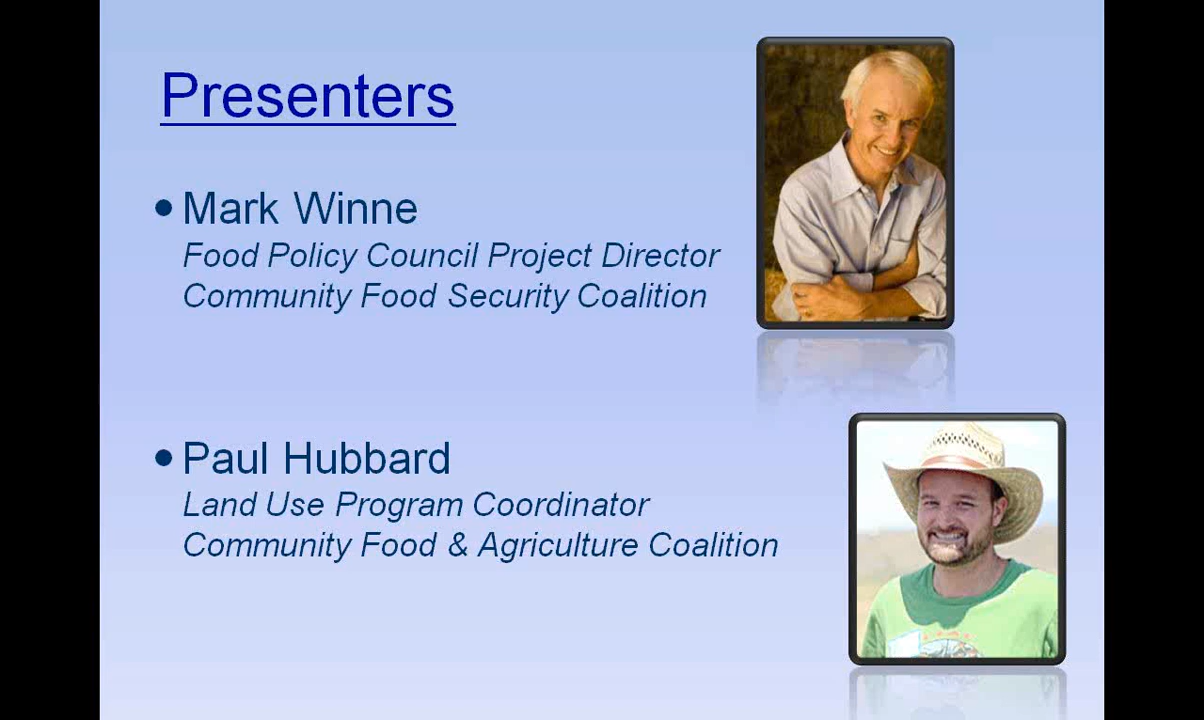 Presenters
• Mark Winne
Food Policy Council Project Director
Community Food Security Coalition
• Paul Hubbard
Land Use Program Coordinator
Community Food & Agriculture Coalition